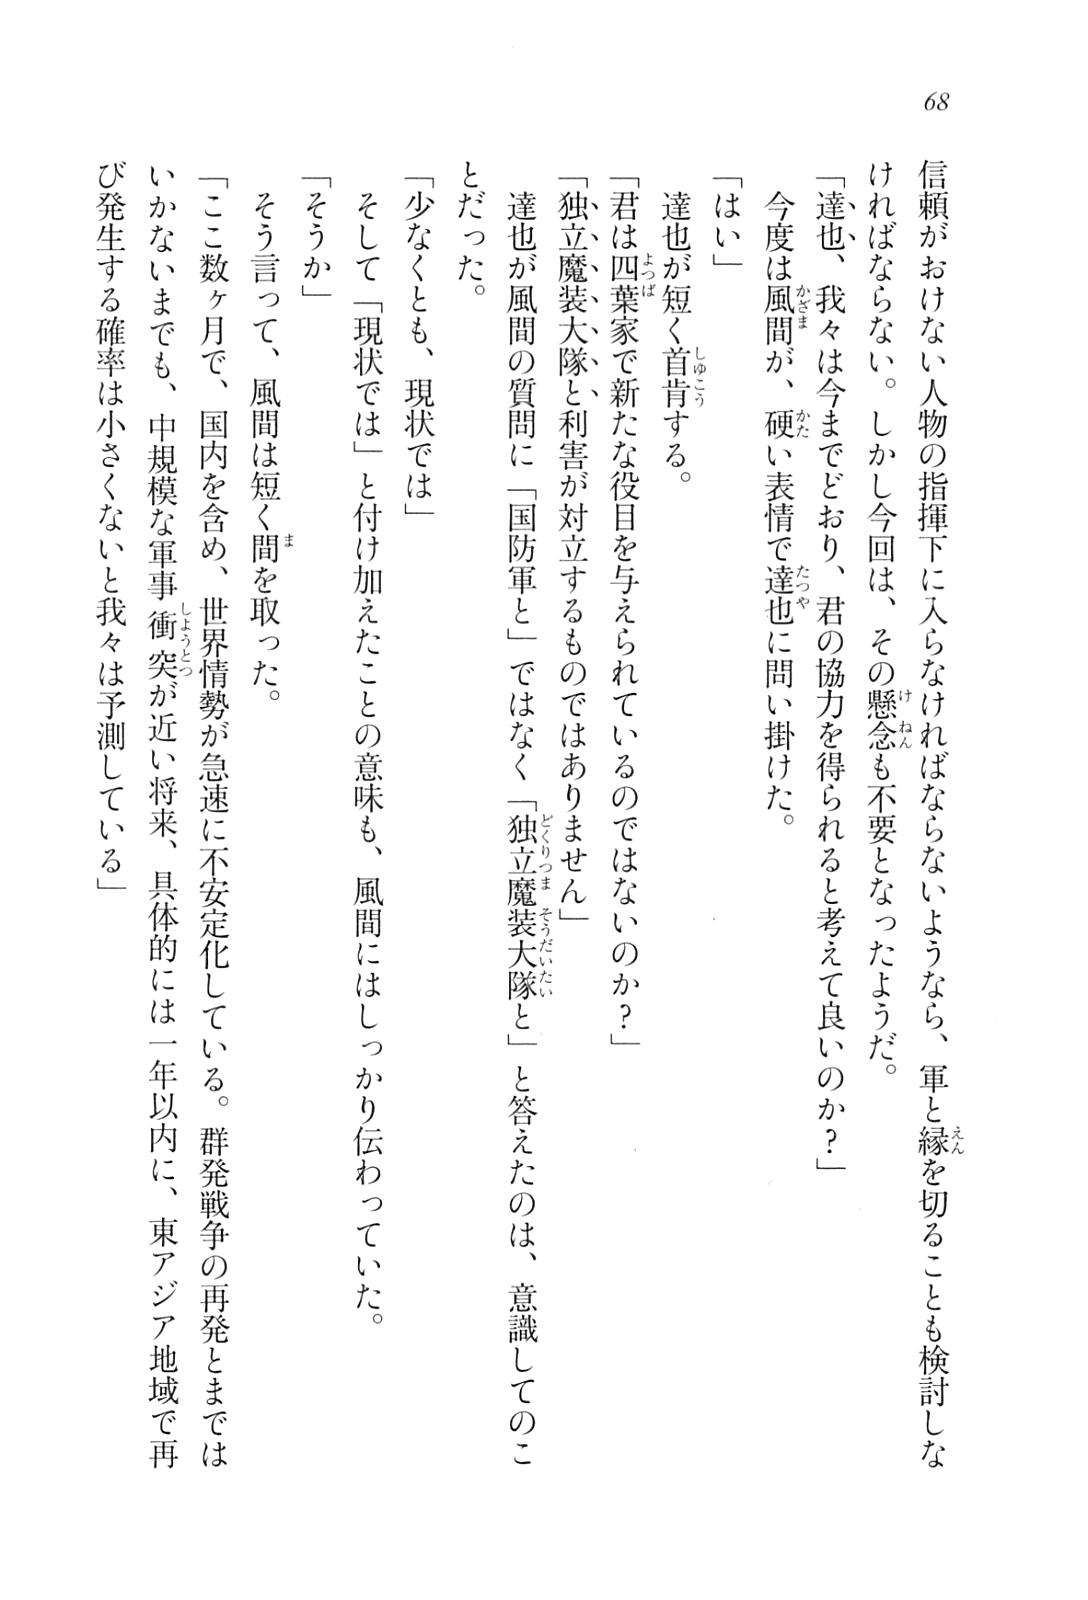 68
信頼がおけない人物の指揮下に入らなければならないようなら、軍と縁を切ることも検討しな
ければならない。しかし今回は、その懸念も不要となったようだ。
「達也、我々は今までどおり、君の協力を得られると考えて良いのか？」
今度は風間が、硬い表情で達也に問い掛けた。
「はい」
達也が短く首肯する。
「君は四葉家で新たな役目を与えられているのではないのか？」
「独立魔装大隊と利害が対立するものではありません」
達也が風間の質問に「国防軍と」ではなく「独立魔装大隊と」と答えたのは、意識してのこ
とだった。
「少なくとも、現状では」
そして「現状では」と付け加えたことの意味も、風間にはしっかり伝わっていた。
「そうか」
そう言って、風間は短く間を取った。
「ここ数ヶ月で、国内を含め、世界情勢が急速に不安定化している。群発戦争の再発とまでは
いかないまでも、中規模な軍事衝突が近い将来、具体的には一年以内に、東アジア地域で再
び発生する確率は小さくないと我々は予測している」